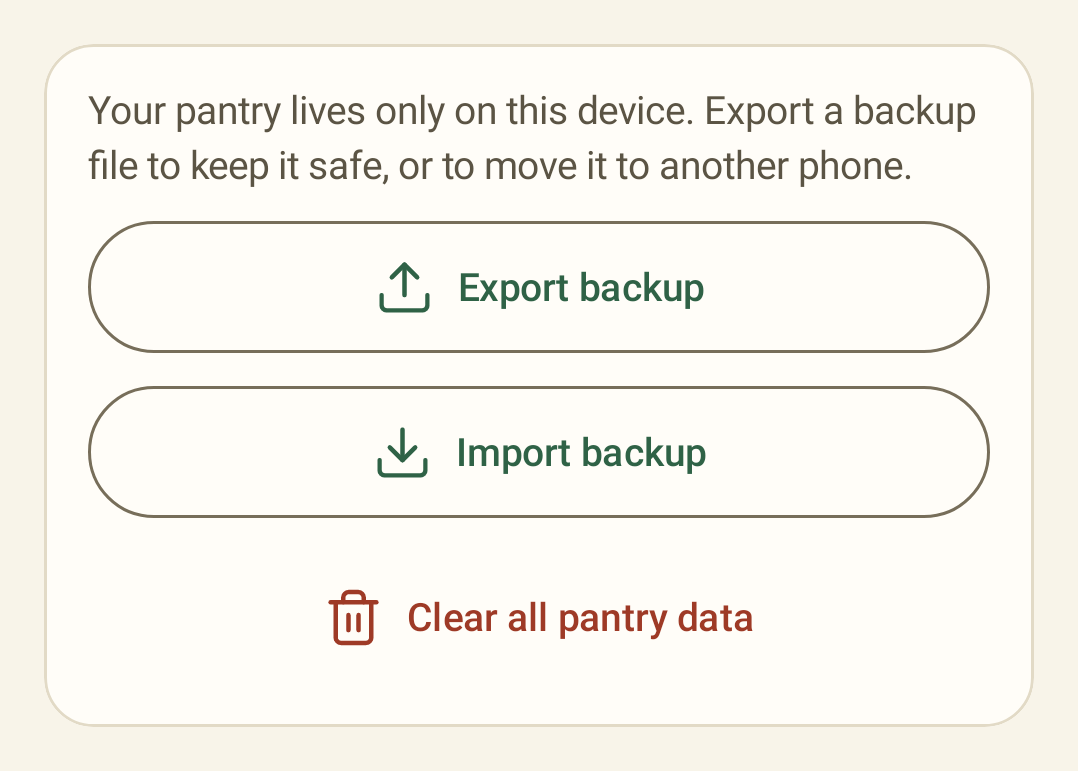 Your pantry lives only on this device. Export a backup
file to keep it safe, or to move it to another phone.
Export backup
Import backup
Clear all pantry data